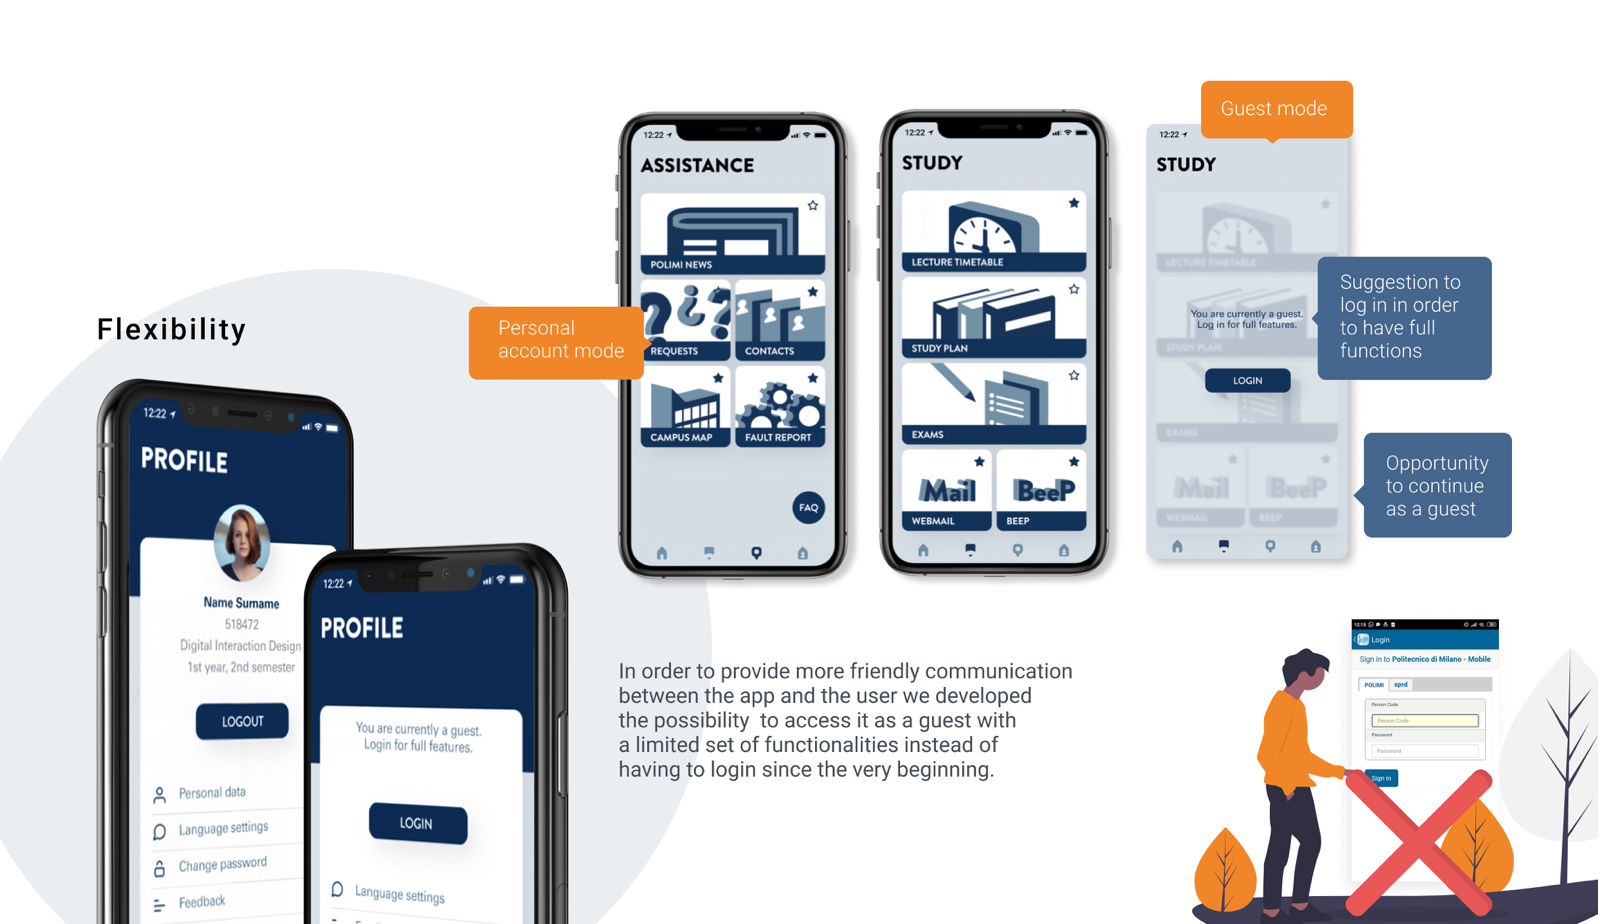 Flexibility
12:22
PROFILE
Name Surname
518472
Digital Interaction Design
1st year, 2nd semester
LOGOUT
Personal data
Language settings
Change password
Feedback
12:22
PROFILE
You are currently a guest.
Login for full features.
LOGIN
Language settings
Personal
account mode
12:22
ASSISTANCE
POLIMI NEWS
REQUESTS
CONTACTS
CAMPUS MAP
FAULT REPORT
FAQ
12:22
STUDY
LECTURE TIMETABLE
STUDY PLAN
EXAMS
Mail
WEBMAIL
BeeP
BEEP
Guest mode
12:22
STUDY
LECTURE TIMETABLE
You are currently a guest.
Log in for full features.
STUDY PLAN
LOGIN
EXAMS
Mail
WEBMAIL
BeeP
BEEP
Suggestion to
log in in order
to have full
functions
Opportunity
to continue
as a guest
In order to provide more friendly communication
between the app and the user we developed
the possibility  to access it as a guest with
a limited set of functionalities instead of
having to login since the very beginning.
12:15
Login
Sign in to Politecnico di Milano - Mobile
POLIMI
spid
Person Code
Person Code
Password
Password
Sign in